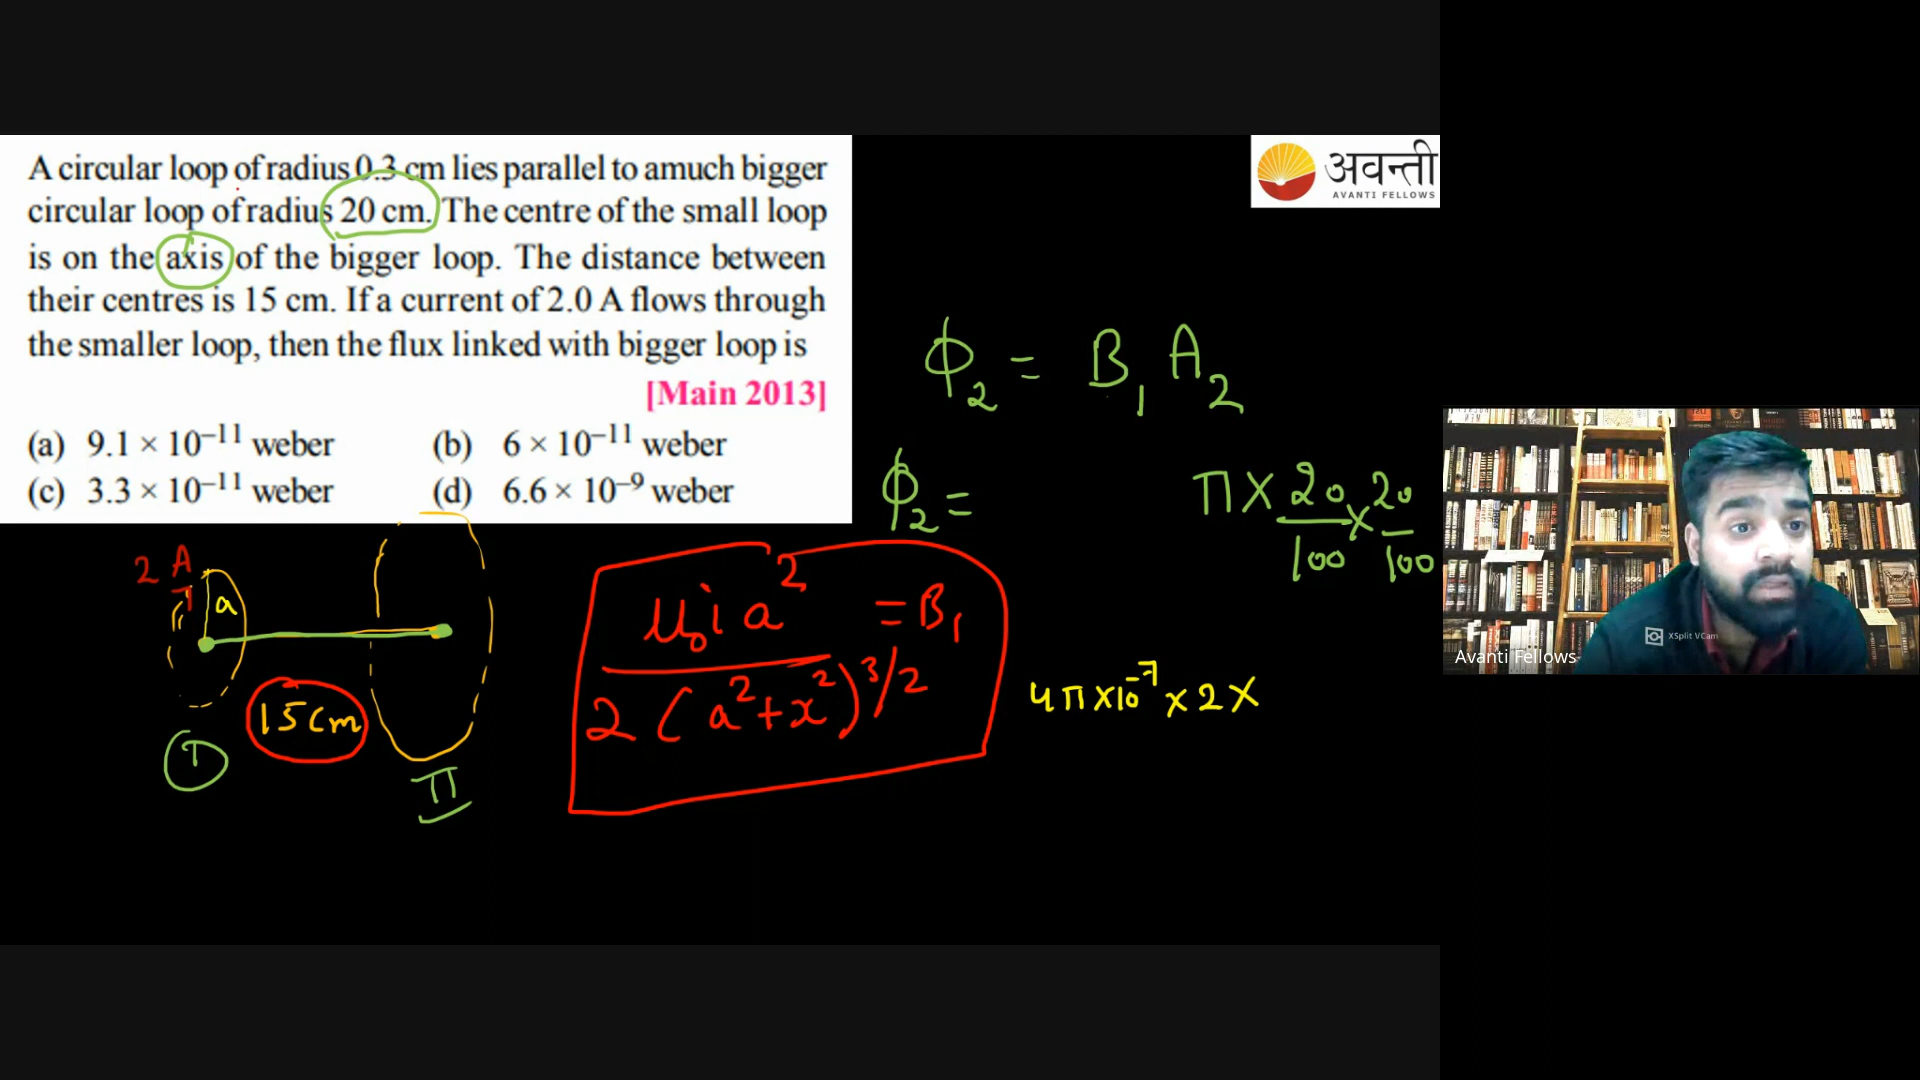 A circular loop of radius 0.3 cm lies parallel to amuch bigger
circular loop of radius 20 cm. The centre of the small loop
is on the axis of the bigger loop. The distance between
their centres is 15 cm. If a current of 2.0 A flows through
the smaller loop, then the flux linked with bigger loop is
[Main 2013]
(a) 9.1 × 10⁻¹¹ weber (b) 6 × 10⁻¹¹ weber
(c) 3.3 × 10⁻¹¹ weber (d) 6.6 × 10⁻⁹ weber
अवन्ती
AVANTI FELLOWS
ϕ₂ = B₁ A₂
ϕ₂ = π × 20/100 × 20/100
2 A
a
15 cm
I
II
μ₀ i a² / 2 (a² + x²)^3/2 = B₁
4π × 10⁻⁷ × 2 ×
XSplit VCam
Avanti Fellows